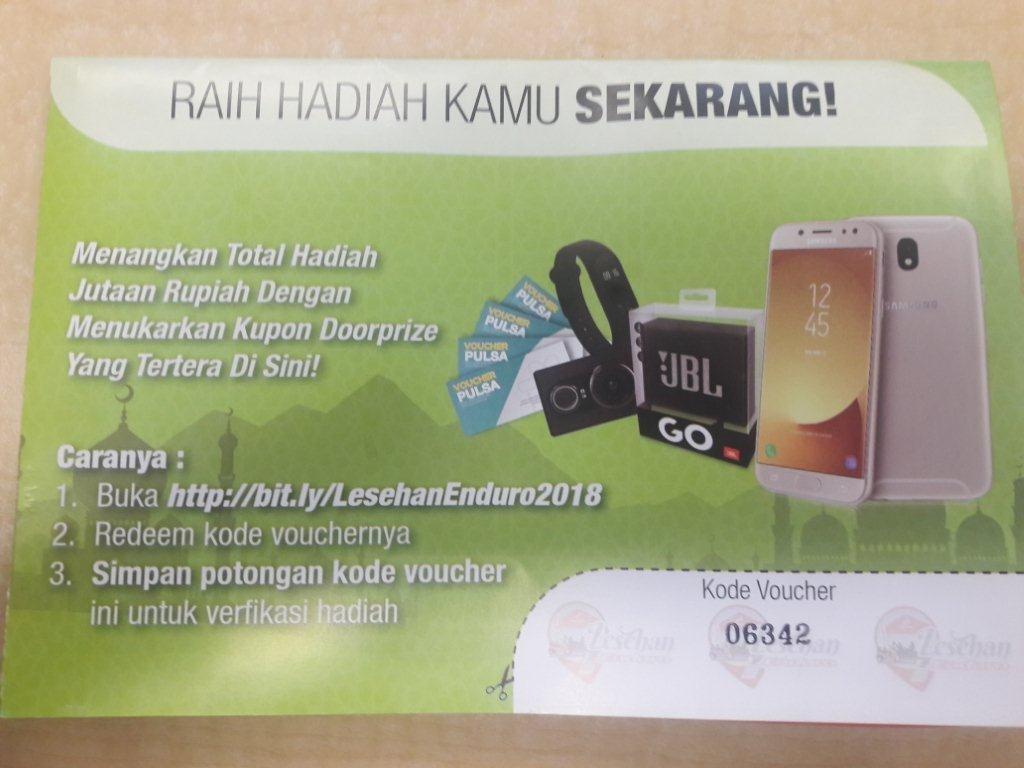 RAIH HADIAH KAMU SEKARANG!
Menangkan Total Hadiah
Jutaan Rupiah Dengan
Menukarkan Kupon Doorprize
Yang Tertera Di Sini!
VOUCHER
PULSA
VOUCHER
PULSA
VOUCHER
PULSA
VOUCHER
PULSA
JBL
GO
JBL
SAMSUNG
12
45
SAMSUNG
Caranya :
1. Buka http://bit.ly/LesehanEnduro2018
2. Redeem kode vouchernya
3. Simpan potongan kode voucher
ini untuk verfikasi hadiah
Kode Voucher
06342
Lesehan
Lesehan
Lesehan